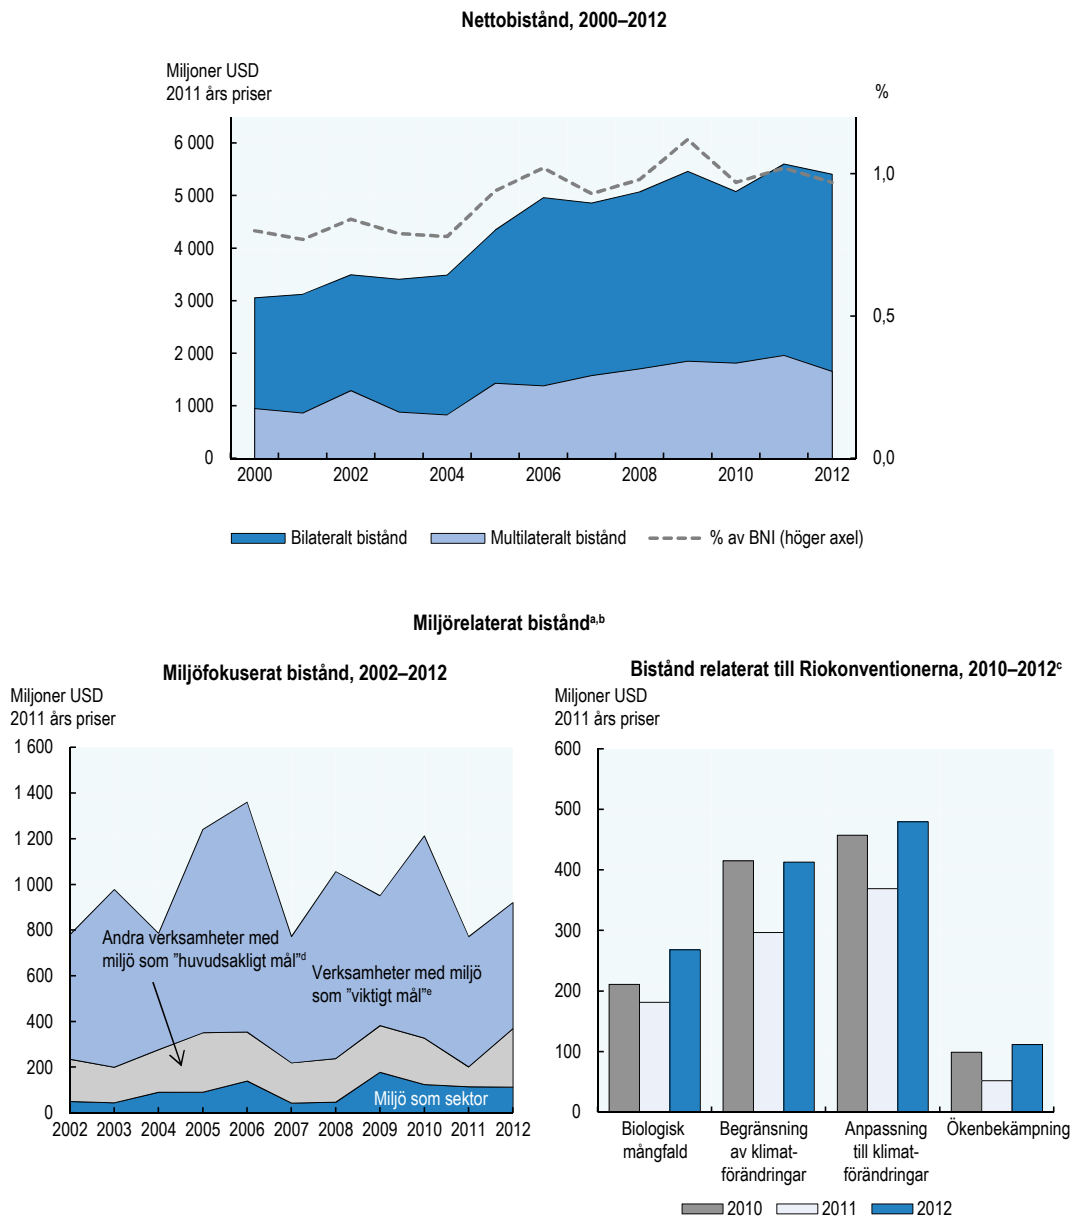 Nettobistånd, 2000–2012
Miljoner USD
2011 års priser
%
6 000
5 000
4 000
3 000
2 000
1 000
0
1,0
0,5
0,0
2000
2002
2004
2006
2008
2010
2012
Bilateralt bistånd
Multilateralt bistånd
% av BNI (höger axel)
Miljörelaterat biståndᵃ,ᵇ
Miljöfokuserat bistånd, 2002–2012
Miljoner USD
2011 års priser
1 600
1 400
1 200
1 000
800
600
400
200
0
Andra verksamheter med
miljö som ”huvudsakligt mål”ᵈ
Verksamheter med miljö
som ”viktigt mål”ᵉ
Miljö som sektor
2002 2003 2004 2005 2006 2007 2008 2009 2010 2011 2012
Bistånd relaterat till Riokonventionerna, 2010–2012ᶜ
Miljoner USD
2011 års priser
600
500
400
300
200
100
0
Biologisk
mångfald
Begränsning
av klimat-
förändringar
Anpassning
till klimat-
förändringar
Ökenbekämpning
2010
2011
2012